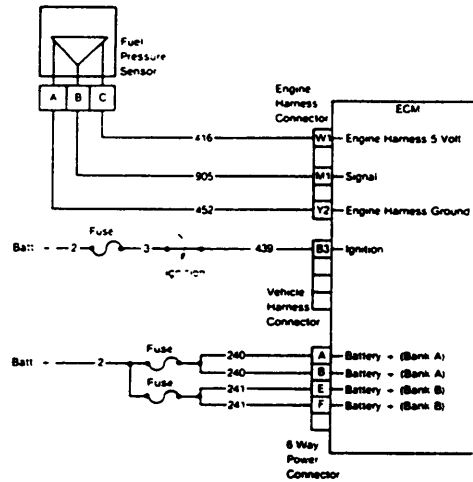 Fuel
Pressure
Sensor
A B C
Engine
Harness
Connector
ECM
416 W1 Engine Harness 5 Volt
905 M1 Signal
452 Y2 Engine Harness Ground
Batt 2 Fuse 3 439 B3 Ignition
Ignition
Vehicle
Harness
Connector
Batt 2 Fuse 240 A Battery + (Bank A)
240 B Battery + (Bank A)
Fuse 241 E Battery + (Bank B)
241 F Battery + (Bank B)
6 Way
Power
Connector